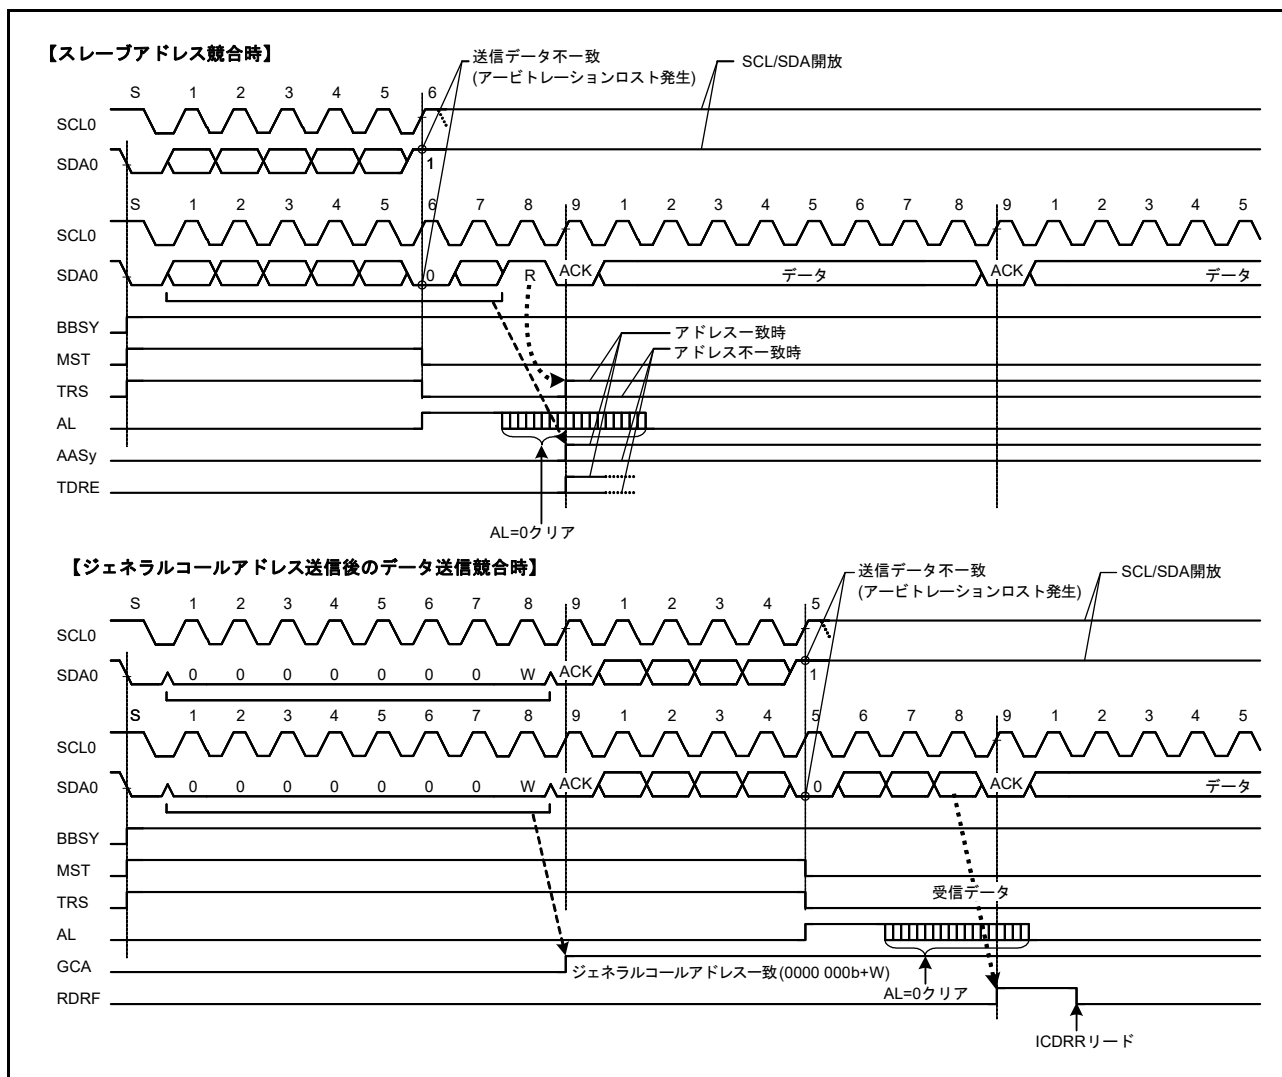 【スレーブアドレス競合時】
送信データ不一致
(アービトレーションロスト発生)
SCL/SDA開放
S 1 2 3 4 5 6
SCL0
SDA0
1
S 1 2 3 4 5 6 7 8 9 1 2 3 4 5 6 7 8 9 1 2 3 4 5
SCL0
SDA0 0 R ACK データ ACK データ
BBSY
アドレス一致時
MST
アドレス不一致時
TRS
AL
AASy
TDRE
AL=0クリア
【ジェネラルコールアドレス送信後のデータ送信競合時】
送信データ不一致
(アービトレーションロスト発生)
SCL/SDA開放
S 1 2 3 4 5 6 7 8 9 1 2 3 4 5
SCL0
SDA0 0 0 0 0 0 0 0 W ACK 1
S 1 2 3 4 5 6 7 8 9 1 2 3 4 5 6 7 8 9 1 2 3 4 5
SCL0
SDA0 0 0 0 0 0 0 0 W ACK 0 ACK データ
BBSY
MST
TRS 受信データ
AL
GCA ジェネラルコールアドレス一致(0000 000b+W)
AL=0クリア
RDRF
ICDRRリード